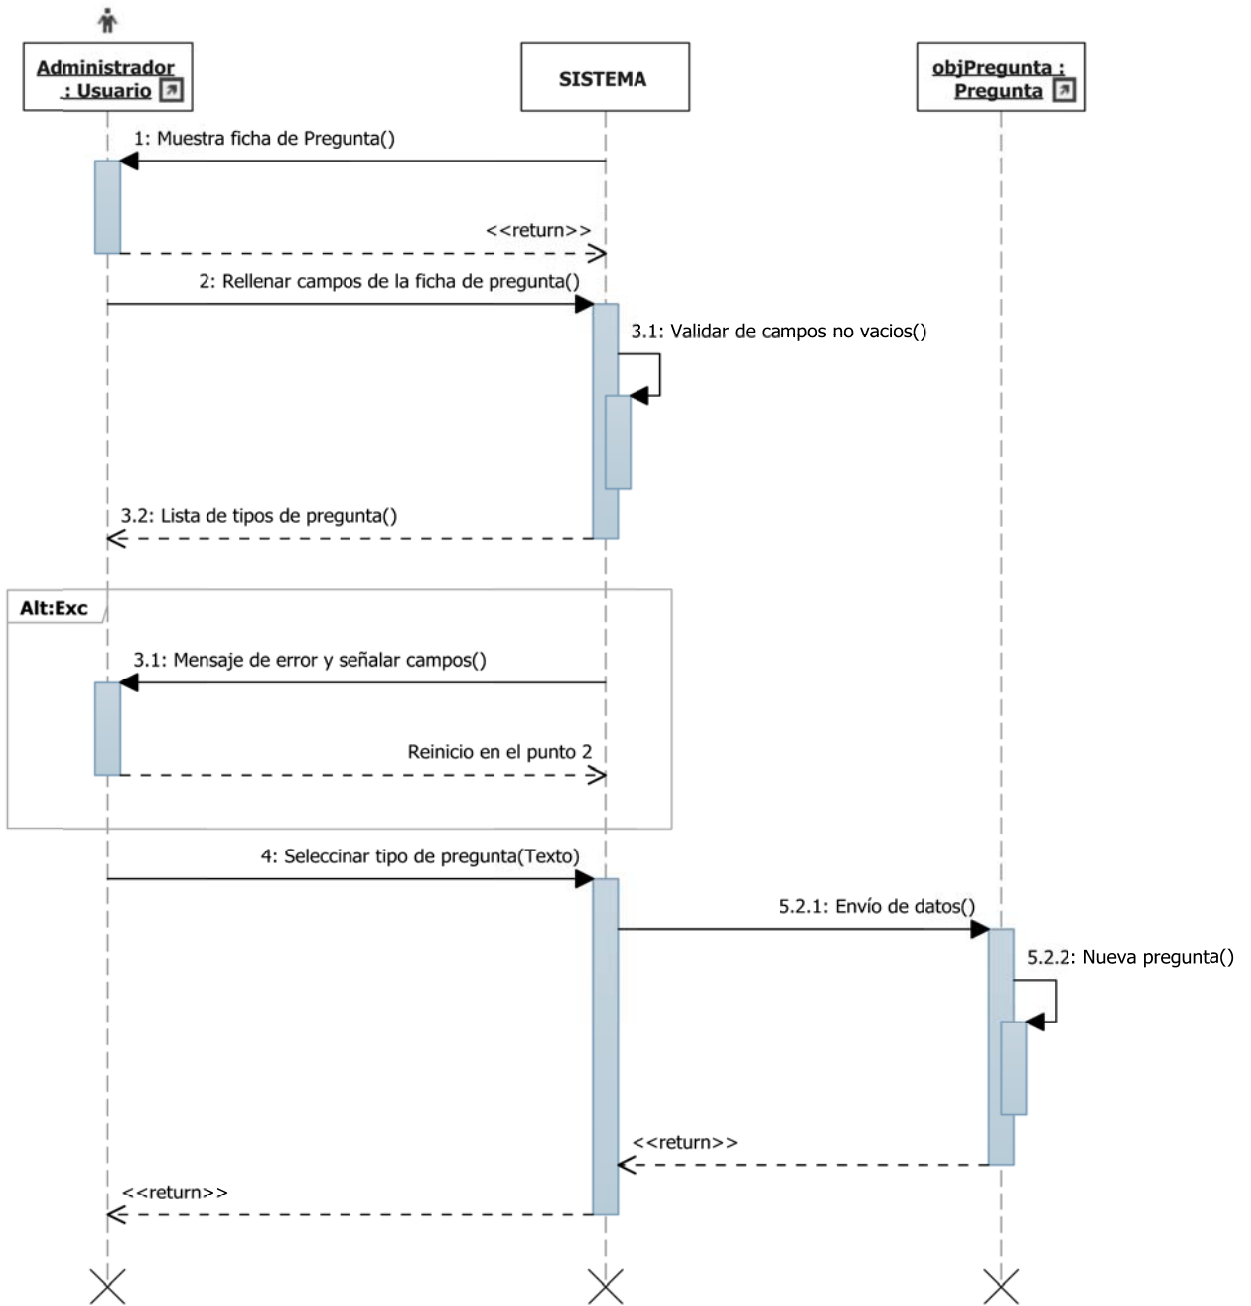 Administrador
: Usuario
SISTEMA
objPregunta :
Pregunta
1: Muestra ficha de Pregunta()
<<return>>
2: Rellenar campos de la ficha de pregunta()
3.1: Validar de campos no vacios()
3.2: Lista de tipos de pregunta()
Alt:Exc
3.1: Mensaje de error y señalar campos()
Reinicio en el punto 2
4: Seleccinar tipo de pregunta(Texto)
5.2.1: Envío de datos()
5.2.2: Nueva pregunta()
<<return>>
<<return>>